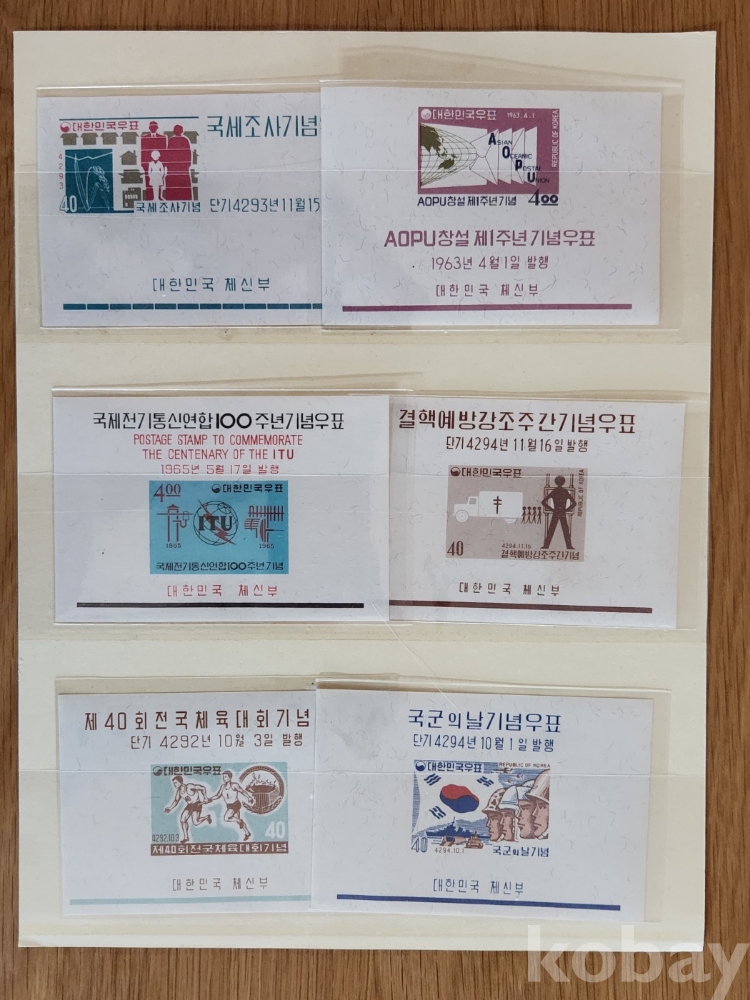 국세조사기념
대한민국우표
4293
40
국세조사기념
단기4293년11월15
대한민국 체신부
대한민국우표
1963.4.1
REPUBLIC OF KOREA
ASIAN
OCEANIC
POSTAL
UNION
AOPU창설 제1주년기념
400
AOPU창설 제1주년기념우표
1963년 4월1일 발행
대한민국 체신부
국제전기통신연합100주년기념우표
POSTAGE STAMP TO COMMEMORATE
THE CENTENARY OF THE ITU
1965년 5월17일 발행
400
대한민국우표
ITU
1865
1965
국제전기통신연합100주년기념
대한민국 체신부
결핵예방강조주간기념우표
단기4294년 11월16일발행
대한민국우표
REPUBLIC OF KOREA
4294.11.16
40
결핵예방강조주간기념
대한민국 체신부
제40회전국체육대회기념
단기 4292년 10월 3일 발행
대한민국우표
4292.10.3
40
제40회전국체육대회기념
대한민국 체신부
국군의날기념우표
단기4294년 10월1일발행
대한민국우표
REPUBLIC OF KOREA
40
4294.10.1
국군의날기념
대한민국 체신부
kobay